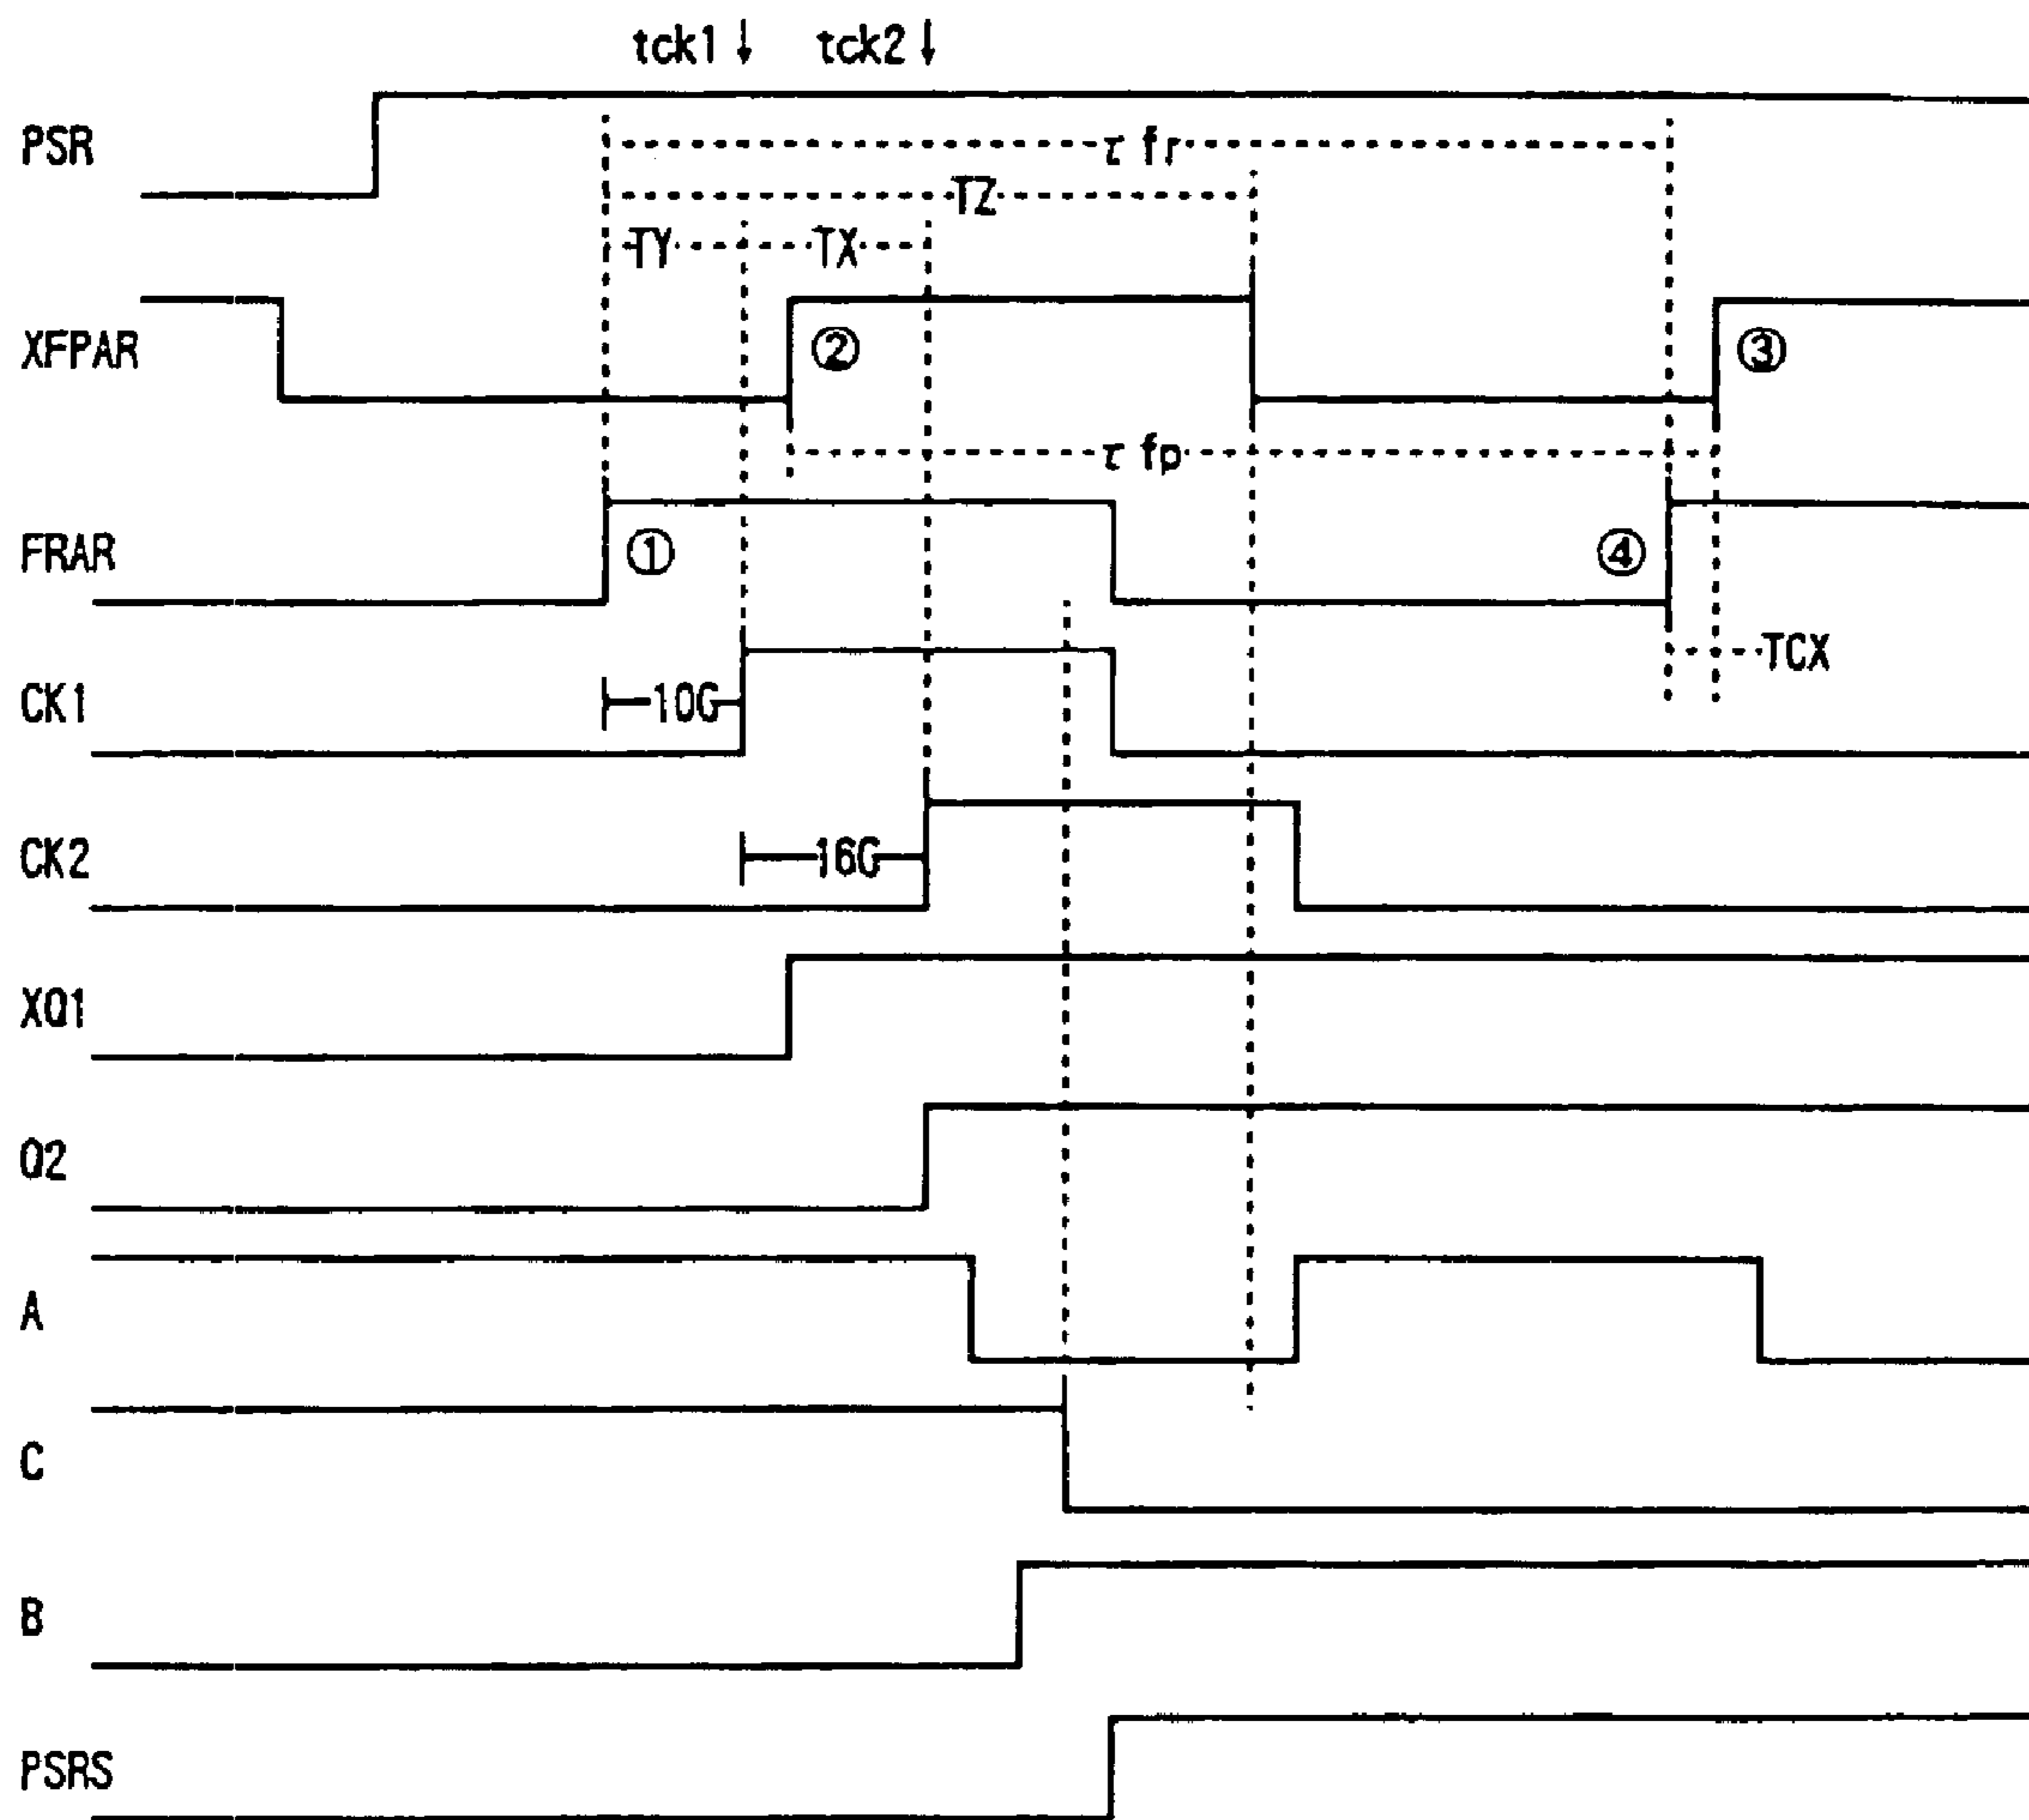 tck1 ↓ tck2 ↓
PSR
τ fr
TZ
TY TX
XFPAR ② ③
τ fp
FRAR ① ④
TCX
CK1 10G
CK2 16G
XQ1
Q2
A
C
B
PSRS